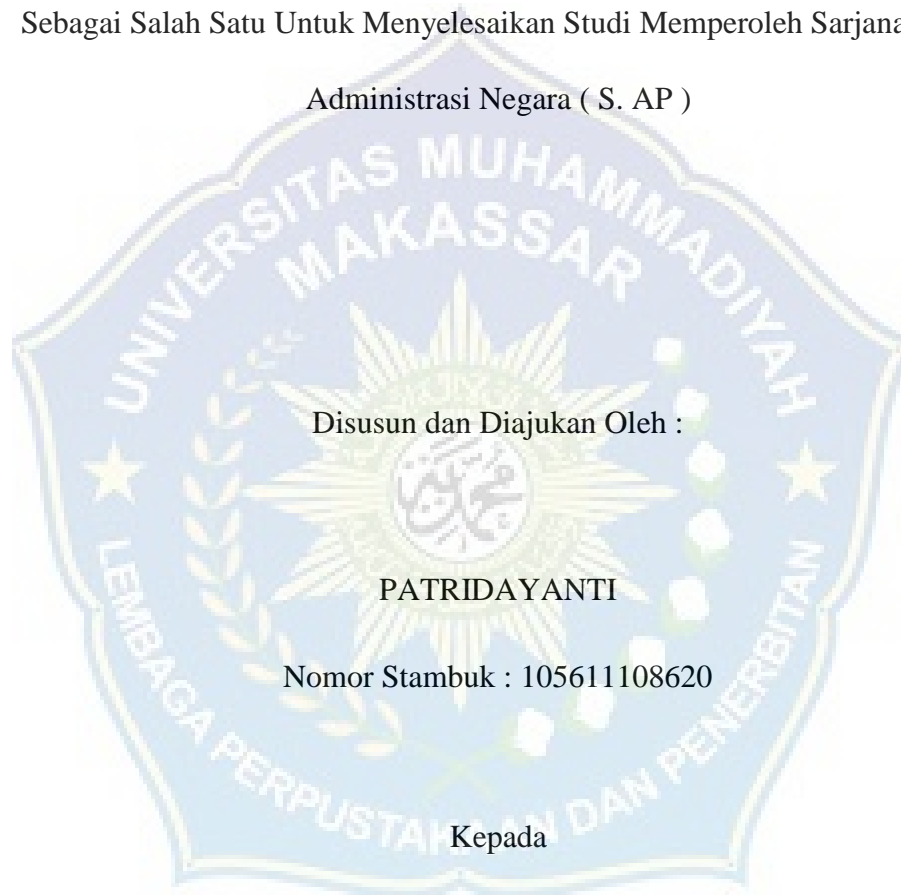 Sebagai Salah Satu Untuk Menyelesaikan Studi Memperoleh Sarjana
Administrasi Negara ( S. AP )
UNIVERSITAS MUHAMMADIYAH
MAKASSAR
Disusun dan Diajukan Oleh :
محمدية
PATRIDAYANTI
Nomor Stambuk : 105611108620
Kepada
LEMBAGA PERPUSTAKAAN DAN PENERBITAN